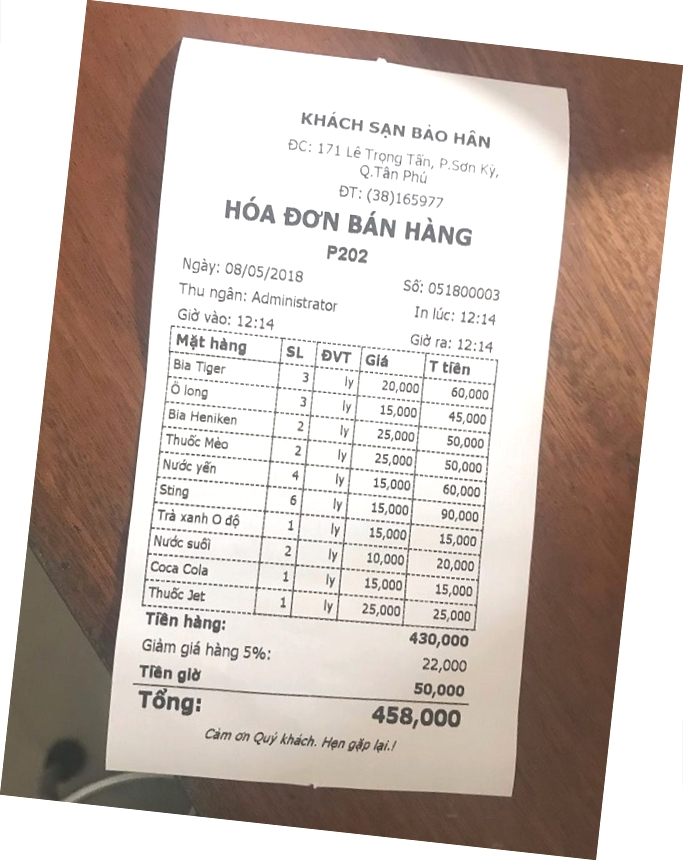 KHÁCH SẠN BẢO HÂN
ĐC: 171 Lê Trọng Tấn, P.Sơn Kỳ,
Q.Tân Phú
ĐT: (38)165977
HÓA ĐƠN BÁN HÀNG
P202
Ngày: 08/05/2018 Số: 051800003
Thu ngân: Administrator In lúc: 12:14
Giờ vào: 12:14 Giờ ra: 12:14
Mặt hàng SL ĐVT Giá T tiền
Bia Tiger 3 ly 20,000 60,000
Ô long 3 ly 15,000 45,000
Bia Heniken 2 ly 25,000 50,000
Thuốc Mèo 2 ly 25,000 50,000
Nước yến 4 ly 15,000 60,000
Sting 6 ly 15,000 90,000
Trà xanh O độ 1 ly 15,000 15,000
Nước suối 2 ly 10,000 20,000
Coca Cola 1 ly 15,000 15,000
Thuốc Jet 1 ly 25,000 25,000
Tiền hàng: 430,000
Giảm giá hàng 5%: 22,000
Tiền giờ 50,000
Tổng: 458,000
Cảm ơn Quý khách. Hẹn gặp lại.!